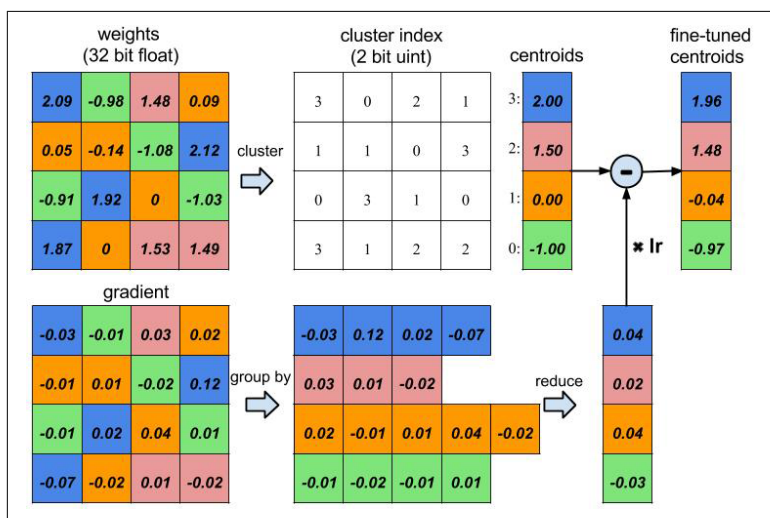 weights
(32 bit float)
cluster index
(2 bit uint)
centroids
fine-tuned
centroids
2.09 -0.98 1.48 0.09
3 0 2 1
3: 2.00
1.96
0.05 -0.14 -1.08 2.12
cluster
1 1 0 3
2: 1.50
1.48
-0.91 1.92 0 -1.03
0 3 1 0
1: 0.00
-0.04
1.87 0 1.53 1.49
3 1 2 2
0: -1.00
-0.97
× lr
gradient
-0.03 -0.01 0.03 0.02
-0.03 0.12 0.02 -0.07
0.04
-0.01 0.01 -0.02 0.12
group by
0.03 0.01 -0.02
reduce
0.02
-0.01 0.02 0.04 0.01
0.02 -0.01 0.01 0.04 -0.02
0.04
-0.07 -0.02 0.01 -0.02
-0.01 -0.02 -0.01 0.01
-0.03